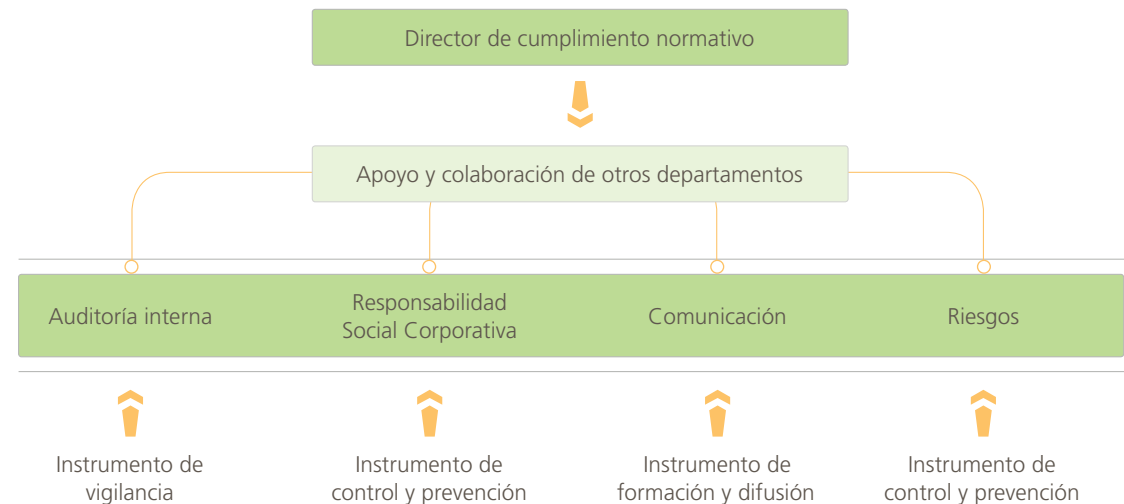 Director de cumplimiento normativo
Apoyo y colaboración de otros departamentos
Auditoría interna
Responsabilidad
Social Corporativa
Comunicación
Riesgos
Instrumento de
vigilancia
Instrumento de
control y prevención
Instrumento de
formación y difusión
Instrumento de
control y prevención